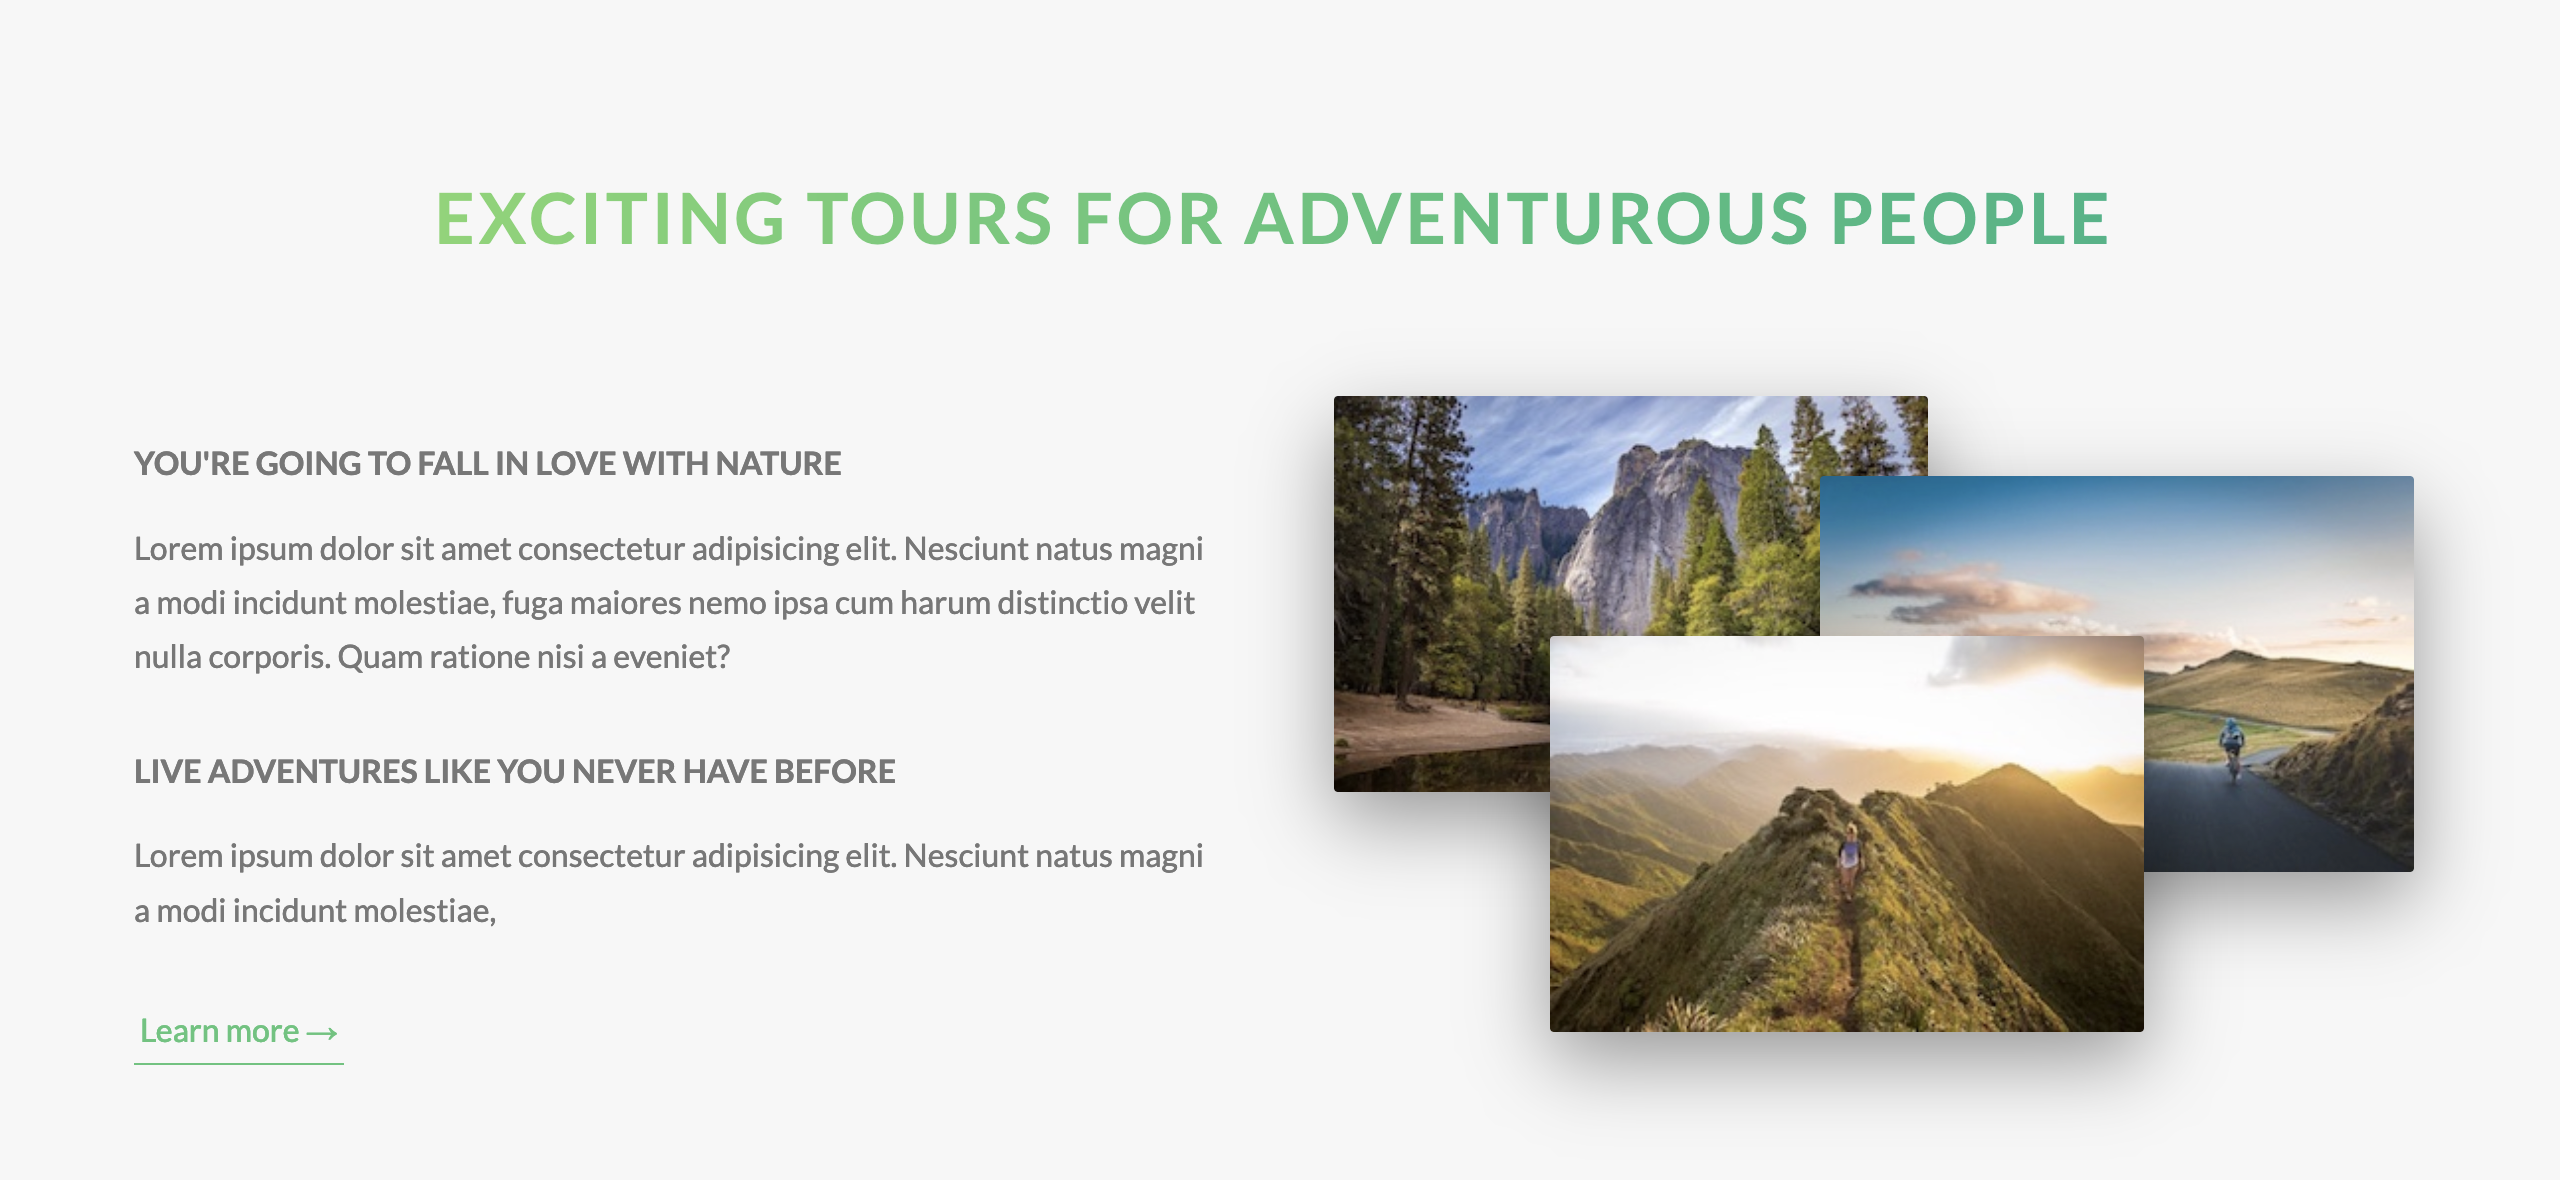 EXCITING TOURS FOR ADVENTUROUS PEOPLE
YOU'RE GOING TO FALL IN LOVE WITH NATURE
Lorem ipsum dolor sit amet consectetur adipisicing elit. Nesciunt natus magni
a modi incidunt molestiae, fuga maiores nemo ipsa cum harum distinctio velit
nulla corporis. Quam ratione nisi a eveniet?
LIVE ADVENTURES LIKE YOU NEVER HAVE BEFORE
Lorem ipsum dolor sit amet consectetur adipisicing elit. Nesciunt natus magni
a modi incidunt molestiae,
Learn more →